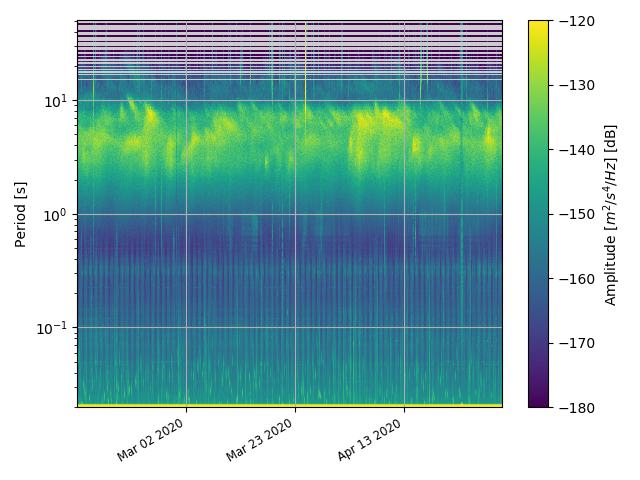 Period [s]
10¹
10⁰
10⁻¹
Mar 02 2020
Mar 23 2020
Apr 13 2020
−120
−130
−140
−150
−160
−170
−180
Amplitude [m²/s⁴/Hz] [dB]